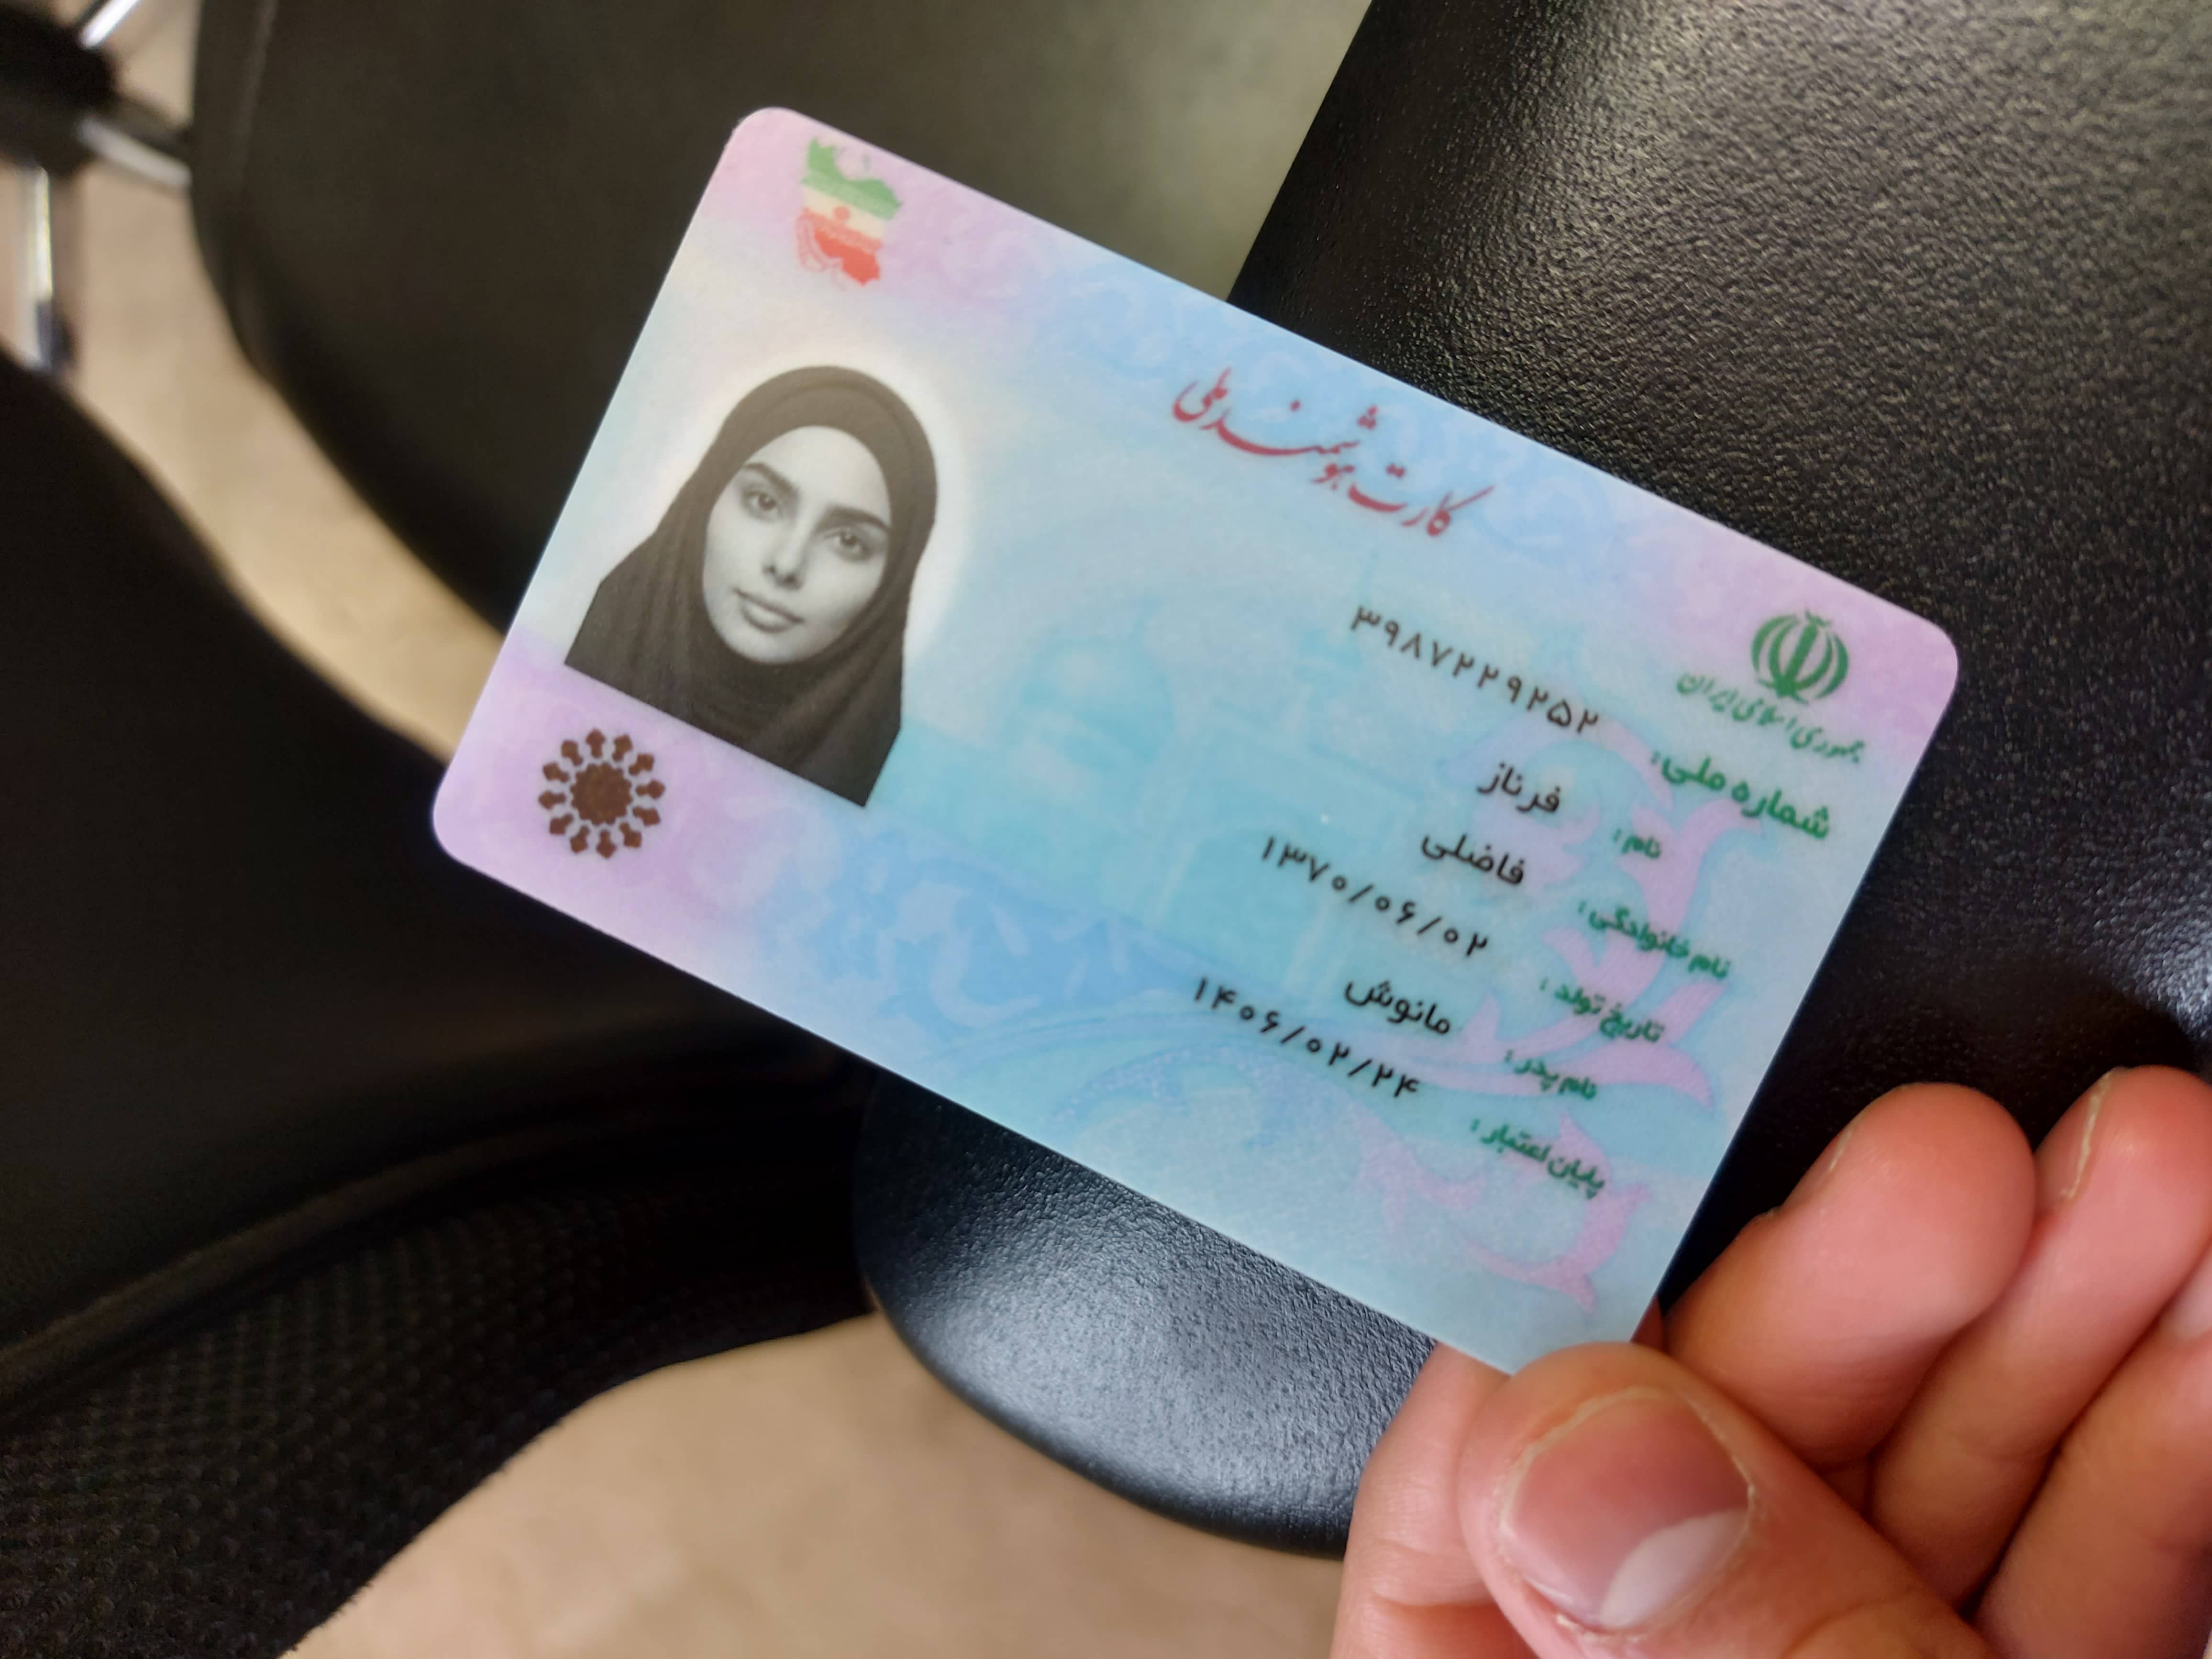 کارت هوشمند ملی
جمهوری اسلامی ایران
شماره ملی: ۳۹۸۷۲۲۹۲۵۲
نام: فرناز
نام خانوادگی: فاضلی
تاریخ تولد: ۱۳۷۰/۰۶/۰۲
نام پدر: مانوش
پایان اعتبار: ۱۴۰۶/۰۲/۲۴